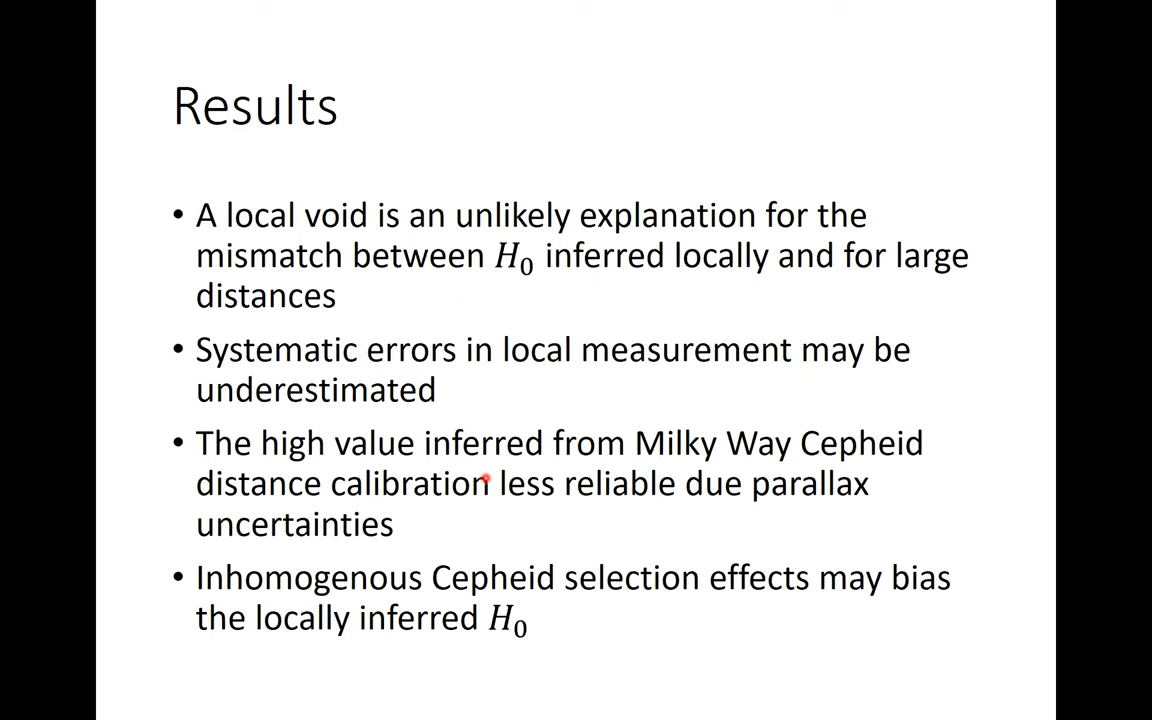 Results
• A local void is an unlikely explanation for the
mismatch between H₀ inferred locally and for large
distances
• Systematic errors in local measurement may be
underestimated
• The high value inferred from Milky Way Cepheid
distance calibration less reliable due parallax
uncertainties
• Inhomogenous Cepheid selection effects may bias
the locally inferred H₀